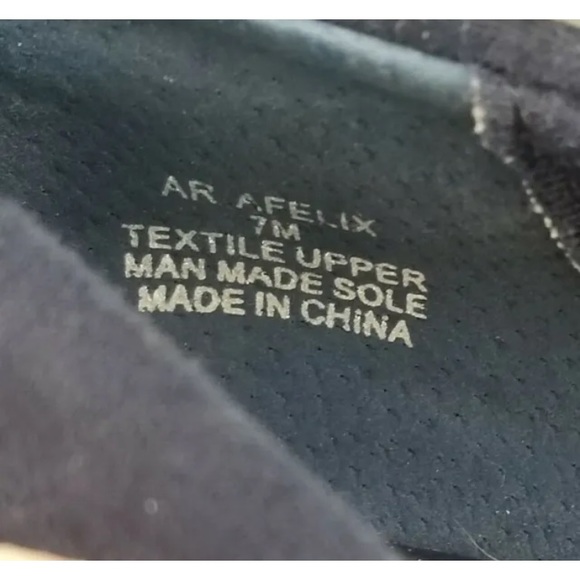 AR AFELIX
7M
TEXTILE UPPER
MAN MADE SOLE
MADE IN CHINA